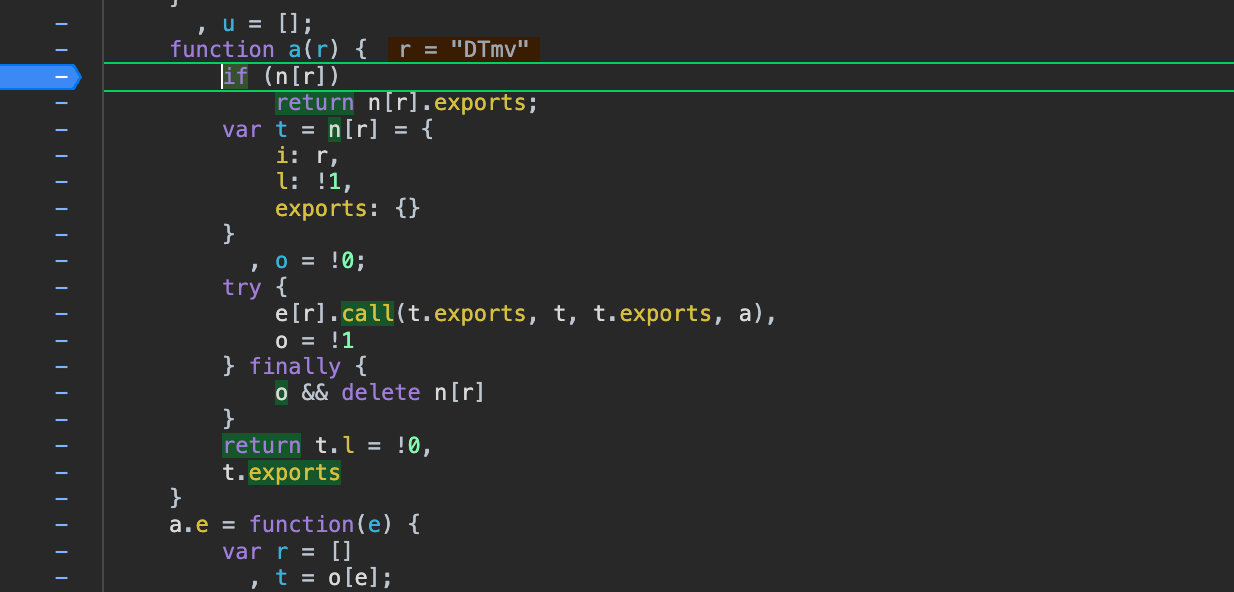 }
, u = [];
function a(r) { r = "DTmv"
if (n[r])
return n[r].exports;
var t = n[r] = {
i: r,
l: !1,
exports: {}
}
, o = !0;
try {
e[r].call(t.exports, t, t.exports, a),
o = !1
} finally {
o && delete n[r]
}
return t.l = !0,
t.exports
}
a.e = function(e) {
var r = []
, t = o[e];